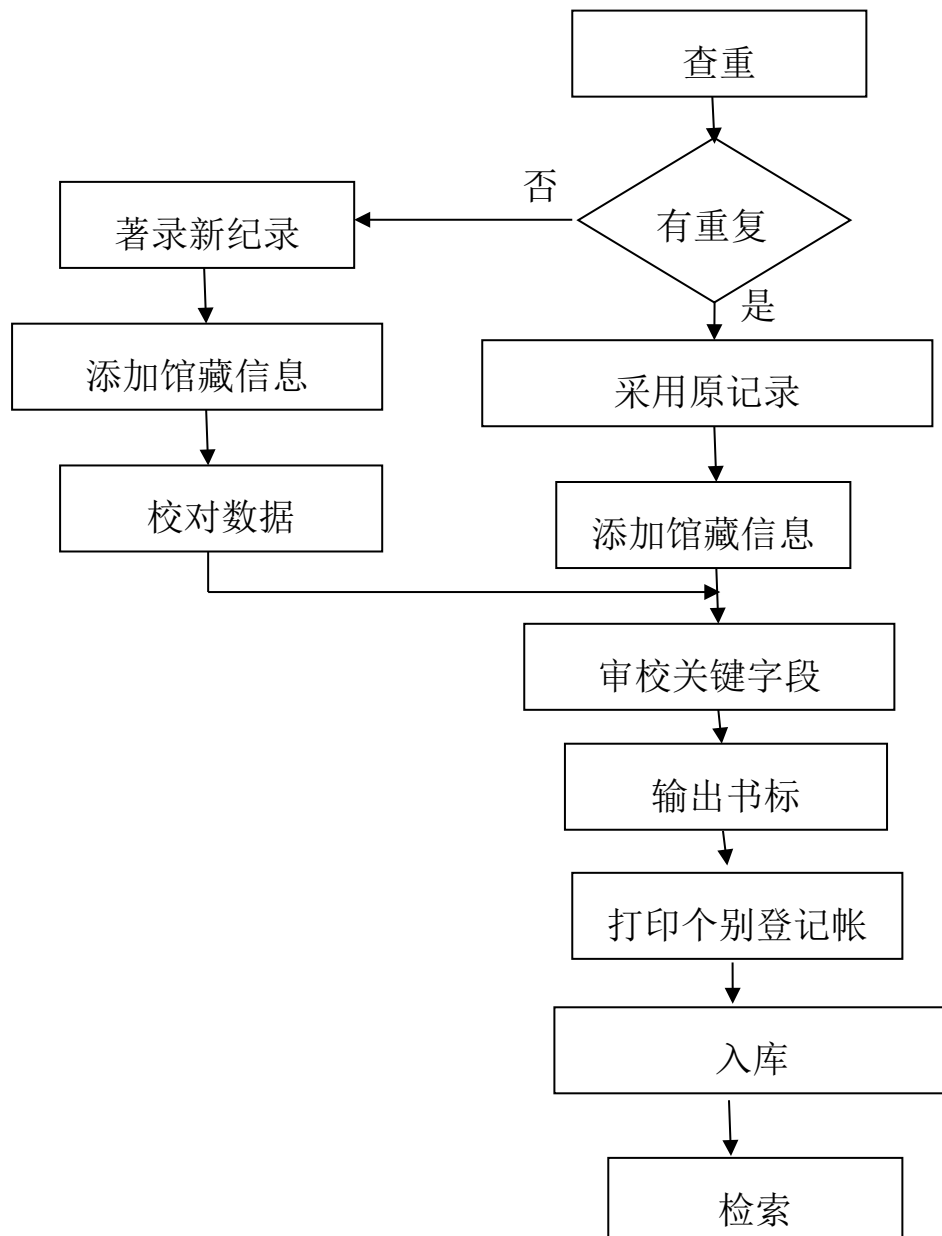 查重
否
有重复
著录新纪录
是
添加馆藏信息
采用原记录
校对数据
添加馆藏信息
审校关键字段
输出书标
打印个别登记帐
入库
检索